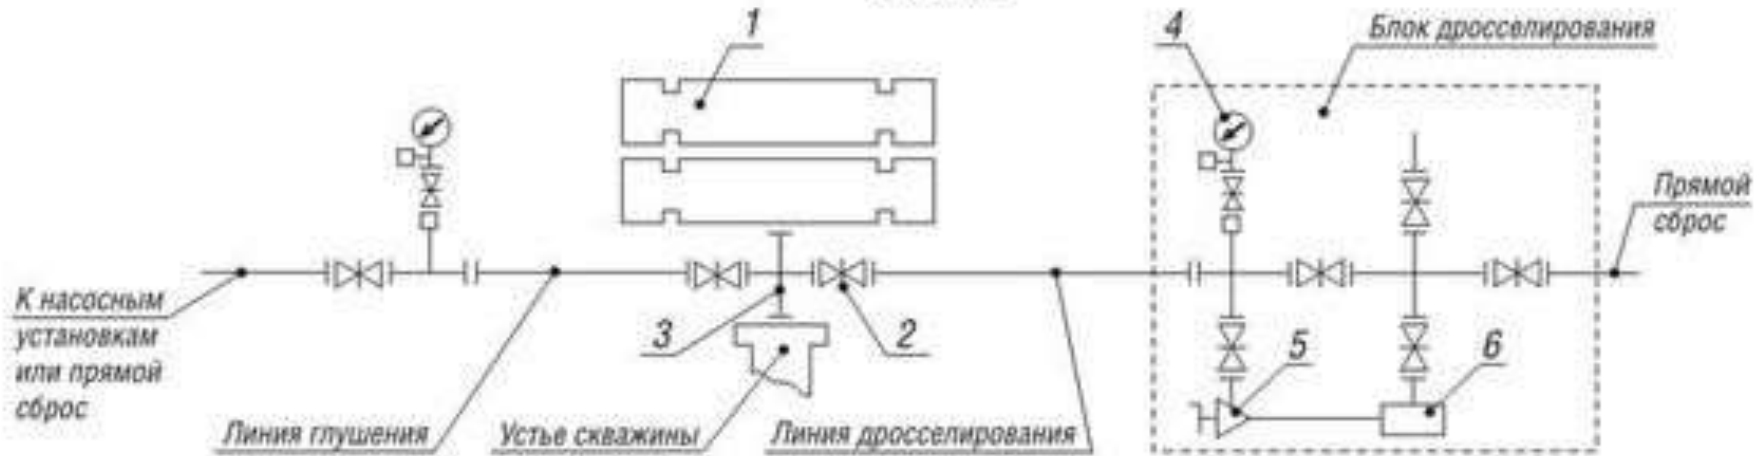 1
4
Блок дросселирования
Прямой
сброс
К насосным
установкам
или прямой
сброс
3
2
5
6
Линия глушения
Устье скважины
Линия дросселирования